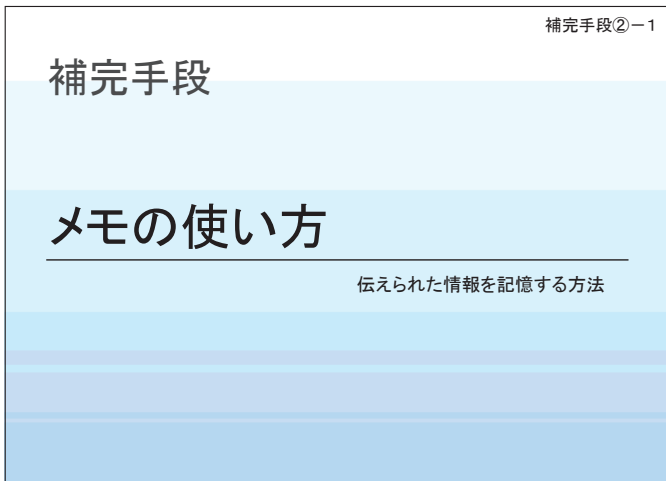 補完手段②－1
補完手段
メモの使い方
伝えられた情報を記憶する方法